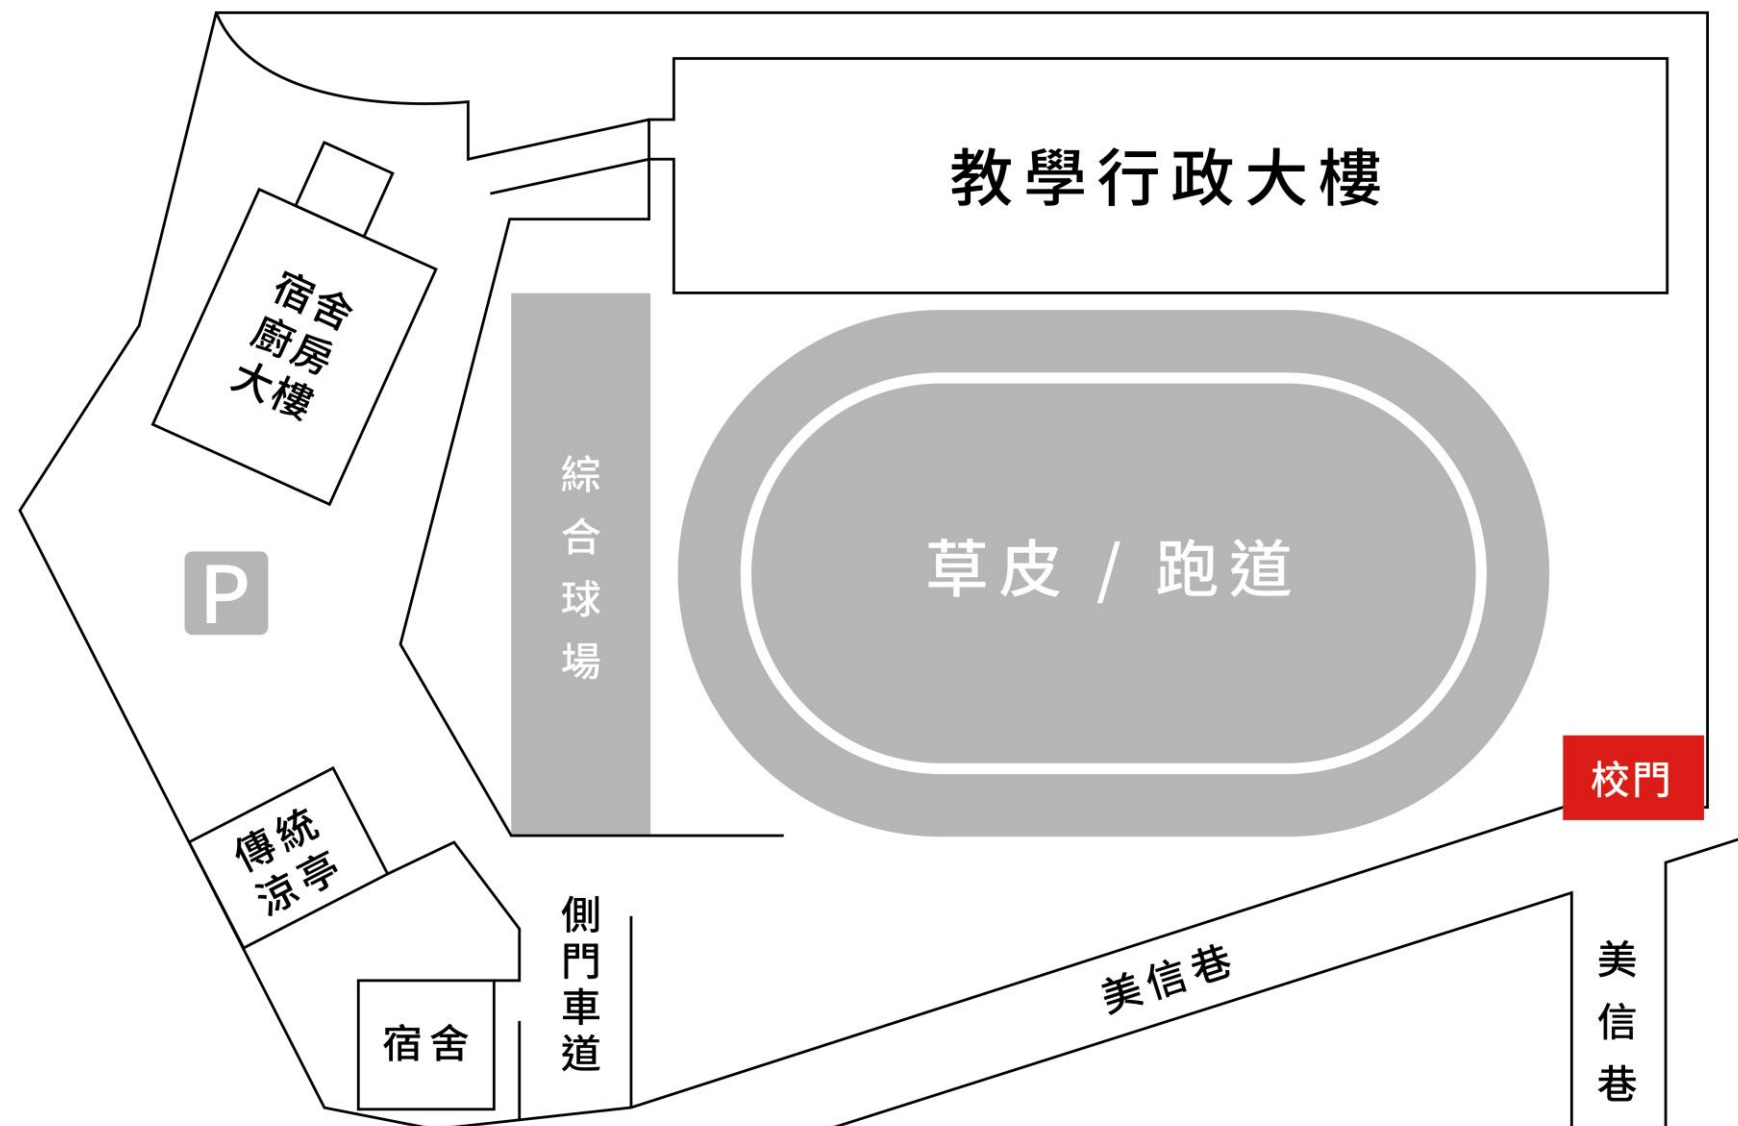 教學行政大樓
宿舍
廚房
大樓
綜合球場
草皮 / 跑道
P
校門
傳統
涼亭
側門車道
美信巷
美信巷
宿舍